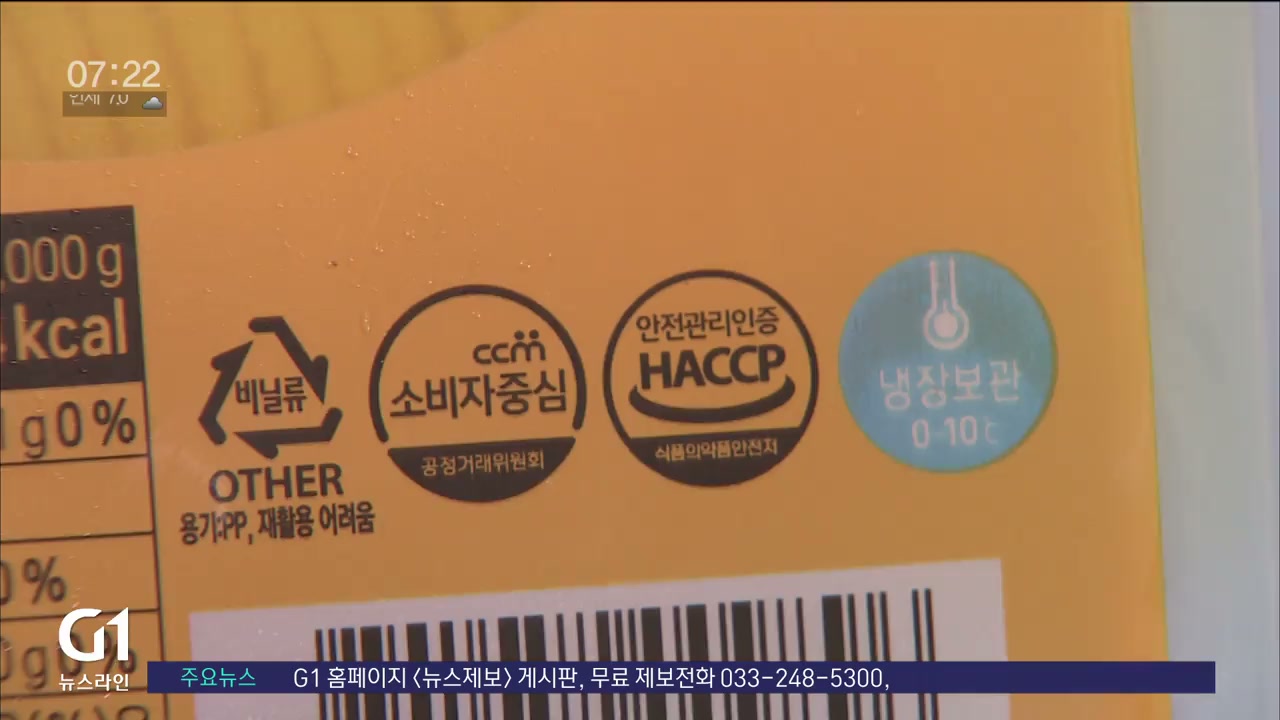 07:22
인제 7.0
,000 g
kcal
g 0 %
0 %
비닐류
OTHER
용기:PP, 재활용 어려움
ccm
소비자중심
공정거래위원회
안전관리인증
HACCP
식품의약품안전처
냉장보관
0-10℃
G1
뉴스라인
주요뉴스 G1 홈페이지 〈뉴스제보〉 게시판, 무료 제보전화 033-248-5300,